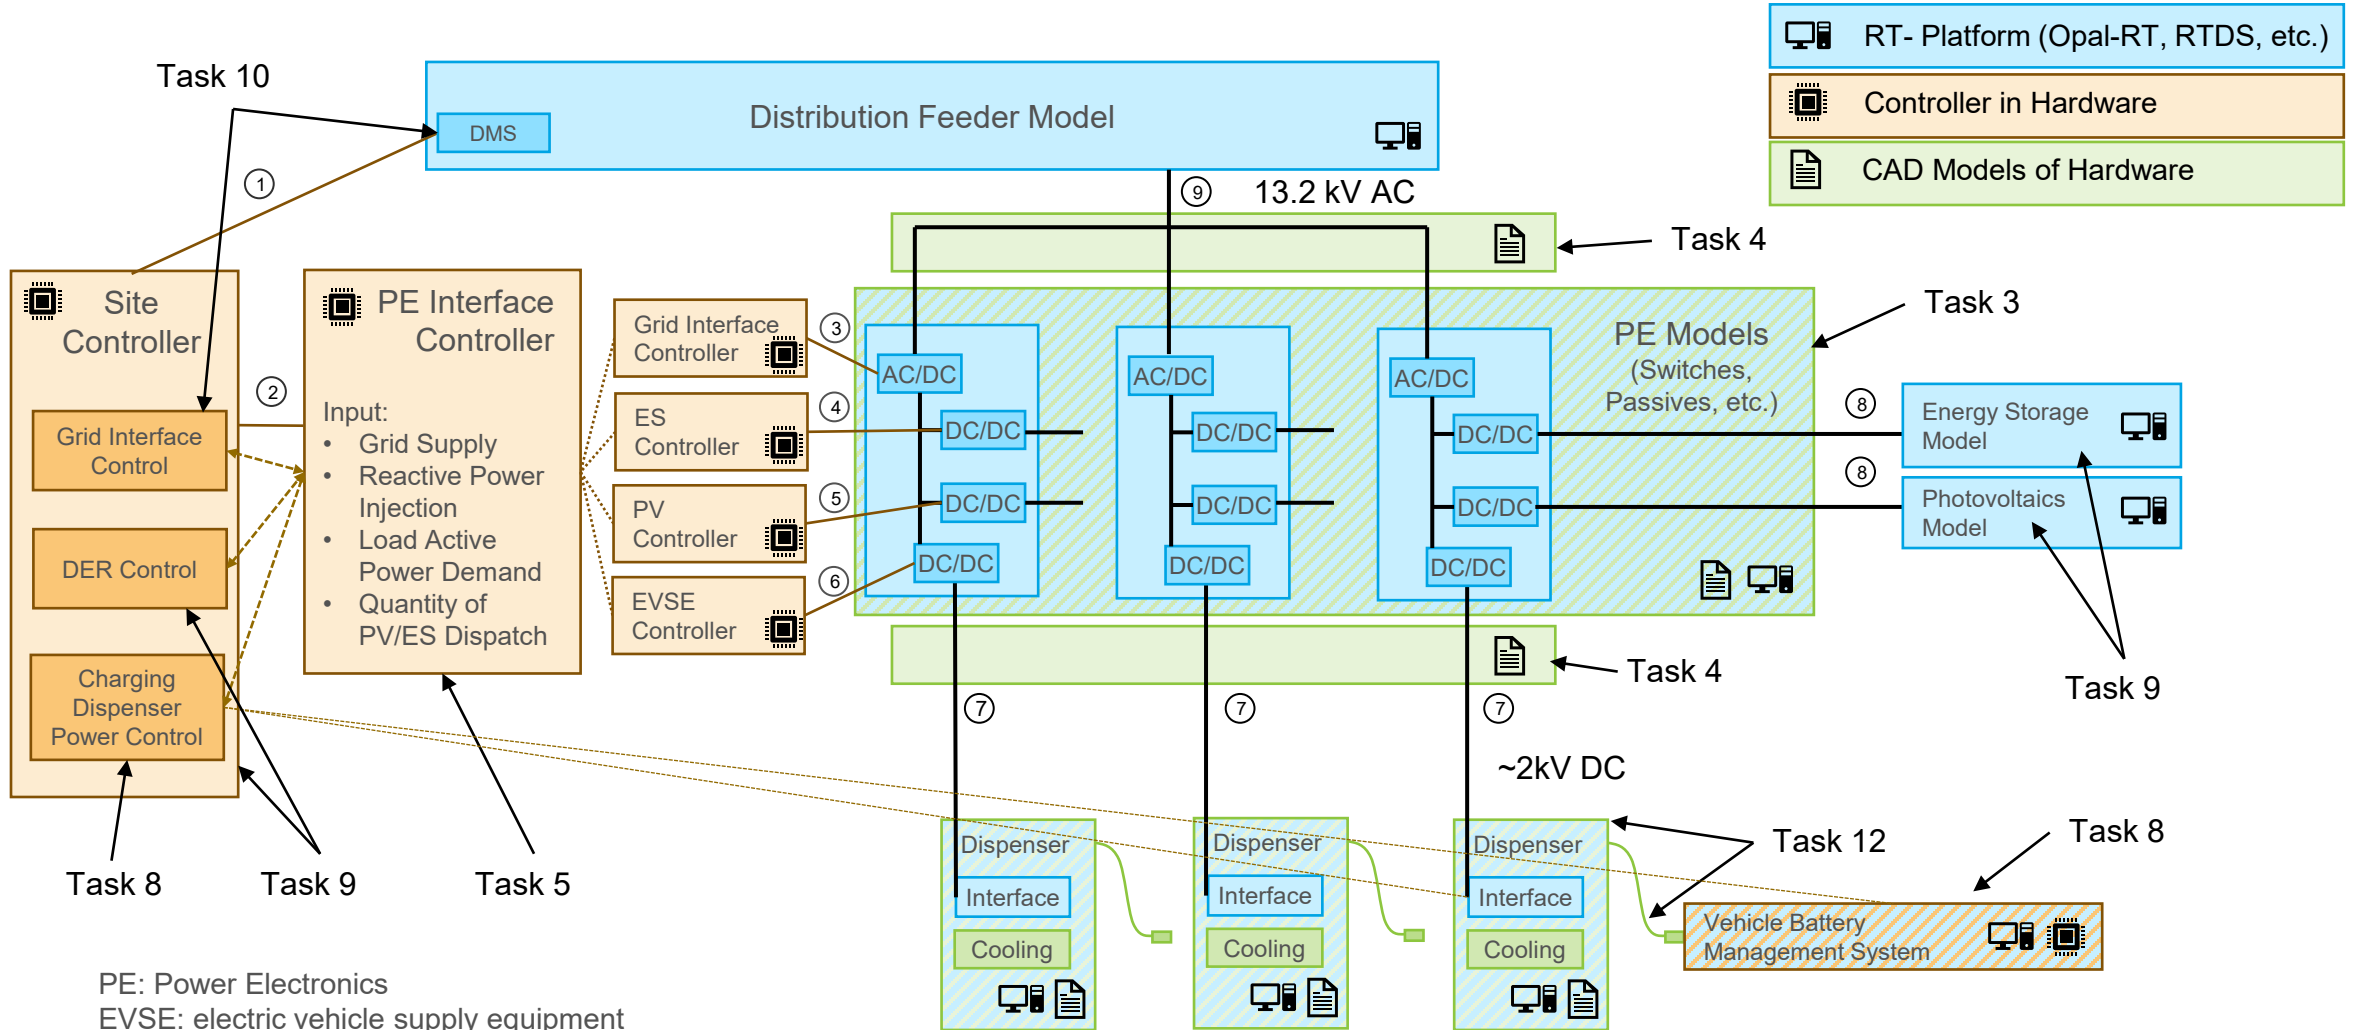 RT- Platform (Opal-RT, RTDS, etc.)
Controller in Hardware
CAD Models of Hardware
Task 10
Distribution Feeder Model
DMS
1
9
13.2 kV AC
Task 4
Task 3
Site
Controller
Grid Interface
Control
DER Control
Charging
Dispenser
Power Control
2
PE Interface
Controller
Input:
• Grid Supply
• Reactive Power
Injection
• Load Active
Power Demand
• Quantity of
PV/ES Dispatch
Grid Interface
Controller
ES
Controller
PV
Controller
EVSE
Controller
3
4
5
6
AC/DC
DC/DC
DC/DC
DC/DC
AC/DC
DC/DC
DC/DC
DC/DC
AC/DC
DC/DC
DC/DC
DC/DC
PE Models
(Switches,
Passives, etc.)
8
8
Energy Storage
Model
Photovoltaics
Model
Task 4
Task 9
7
7
7
~2kV DC
Task 8
Task 9
Task 5
Dispenser
Interface
Cooling
Dispenser
Interface
Cooling
Dispenser
Interface
Cooling
Task 12
Task 8
Vehicle Battery
Management System
PE: Power Electronics
EVSE: electric vehicle supply equipment